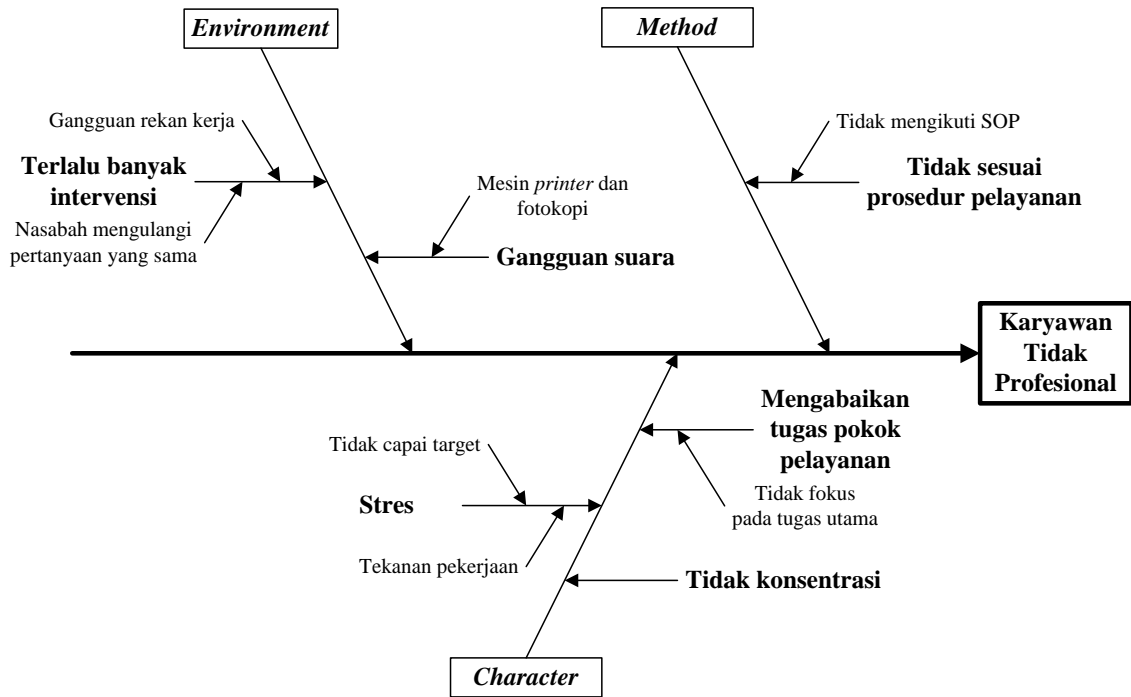 Environment
Method
Gangguan rekan kerja
Terlalu banyak
intervensi
Nasabah mengulangi
pertanyaan yang sama
Mesin printer dan
fotokopi
Gangguan suara
Tidak mengikuti SOP
Tidak sesuai
prosedur pelayanan
Karyawan
Tidak
Profesional
Mengabaikan
tugas pokok
pelayanan
Tidak fokus
pada tugas utama
Tidak capai target
Stres
Tekanan pekerjaan
Tidak konsentrasi
Character